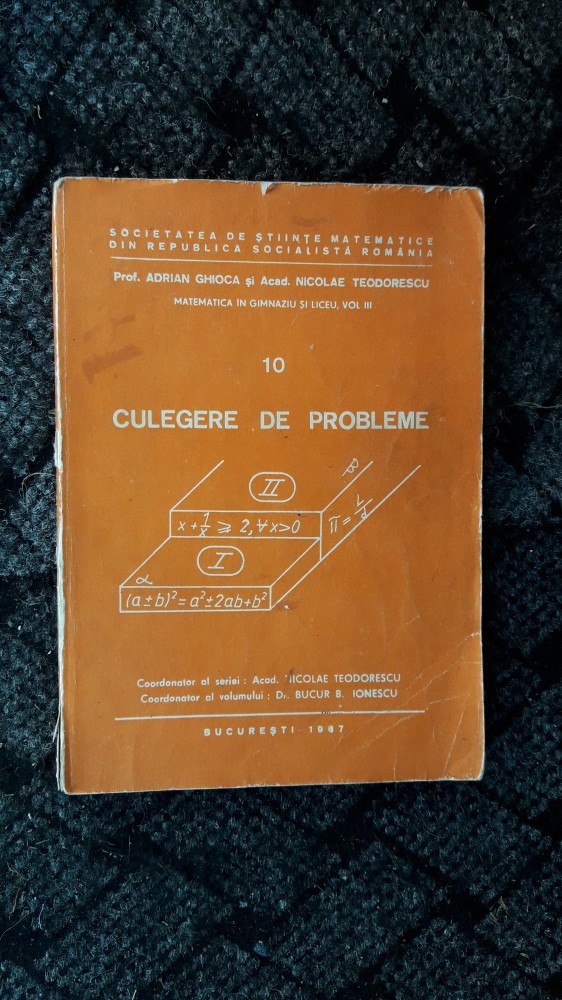 SOCIETATEA DE ŞTIINŢE MATEMATICE
DIN REPUBLICA SOCIALISTĂ ROMÂNIA
Prof. ADRIAN GHIOCA şi Acad. NICOLAE TEODORESCU
MATEMATICA ÎN GIMNAZIU ŞI LICEU, VOL III
10
CULEGERE DE PROBLEME
II
β
x + 1/x ⩾ 2, ∀ x>0
π = L/d
I
α
(a ± b)² = a² ± 2ab + b²
Coordonator al seriei : Acad. NICOLAE TEODORESCU
Coordonator al volumului : Dr. BUCUR B. IONESCU
BUCUREŞTI 1987